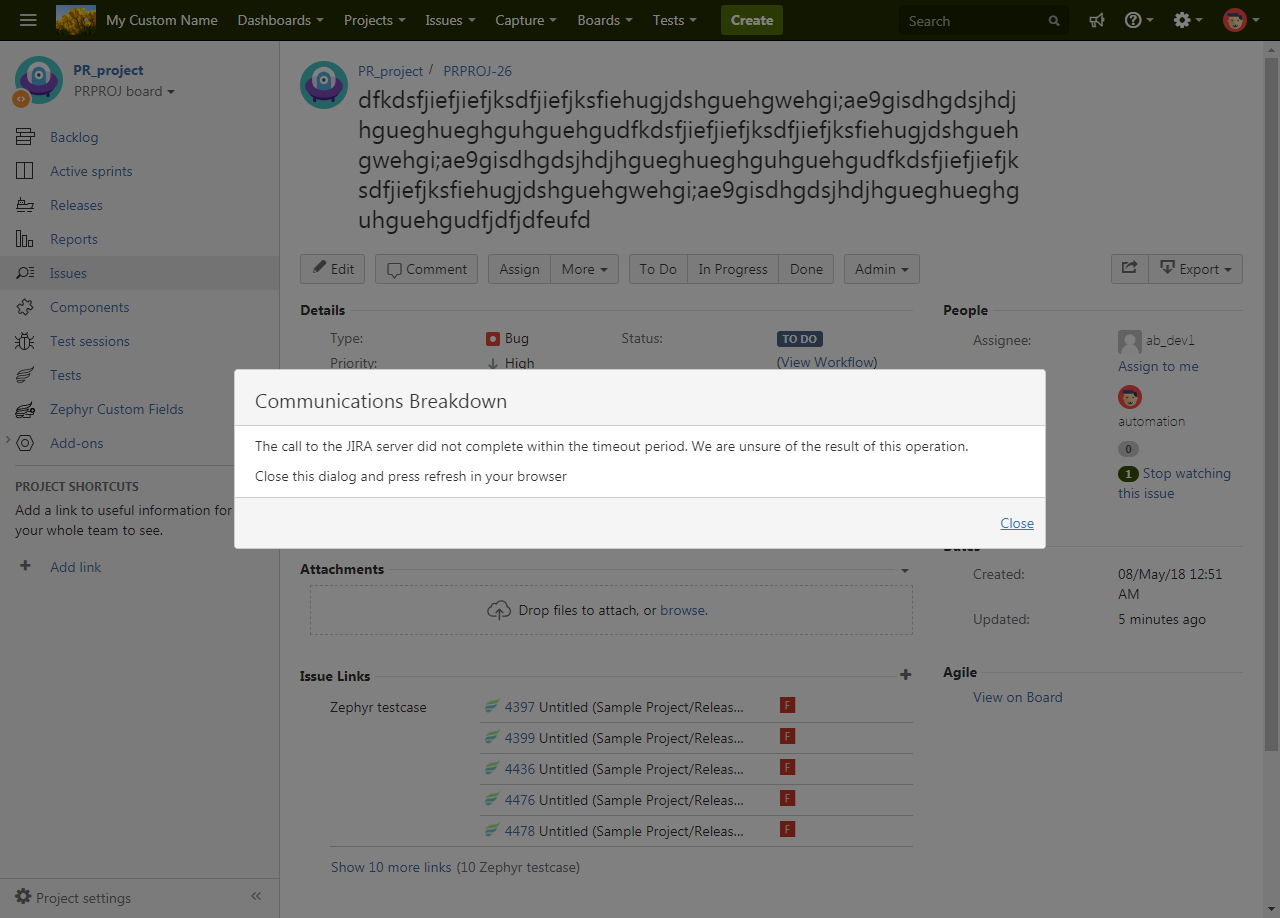 My Custom Name Dashboards Projects Issues Capture Boards Tests Create Search
PR_project
PRPROJ board
Backlog
Active sprints
Releases
Reports
Issues
Components
Test sessions
Tests
Zephyr Custom Fields
Add-ons
PROJECT SHORTCUTS
Add a link to useful information for
your whole team to see.
Add link
Project settings
PR_project / PRPROJ-26
dfkdsfjiefjiefjksdfjiefjksfiehugjdshguehgwehgi;ae9gisdhgdsjhdj
hgueghueghguhguehgudfkdsfjiefjiefjksdfjiefjksfiehugjdshgueh
gwehgi;ae9gisdhgdsjhdjhgueghueghguhguehgudfkdsfjiefjiefjk
sdfjiefjksfiehugjdshguehgwehgi;ae9gisdhgdsjhdjhgueghueghg
uhguehgudfjdfjdfeufd
Edit Comment Assign More To Do In Progress Done Admin Export
Details
Type: Bug Status: TO DO
Priority: High (View Workflow)
People
Assignee: ab_dev1
Assign to me
automation
0
1 Stop watching
this issue
Communications Breakdown
The call to the JIRA server did not complete within the timeout period. We are unsure of the result of this operation.
Close this dialog and press refresh in your browser
Close
Dates
Created: 08/May/18 12:51
AM
Updated: 5 minutes ago
Attachments
Drop files to attach, or browse.
Issue Links
Zephyr testcase 4397 Untitled (Sample Project/Releas... F
4399 Untitled (Sample Project/Releas... F
4436 Untitled (Sample Project/Releas... F
4476 Untitled (Sample Project/Releas... F
4478 Untitled (Sample Project/Releas... F
Show 10 more links (10 Zephyr testcase)
Agile
View on Board